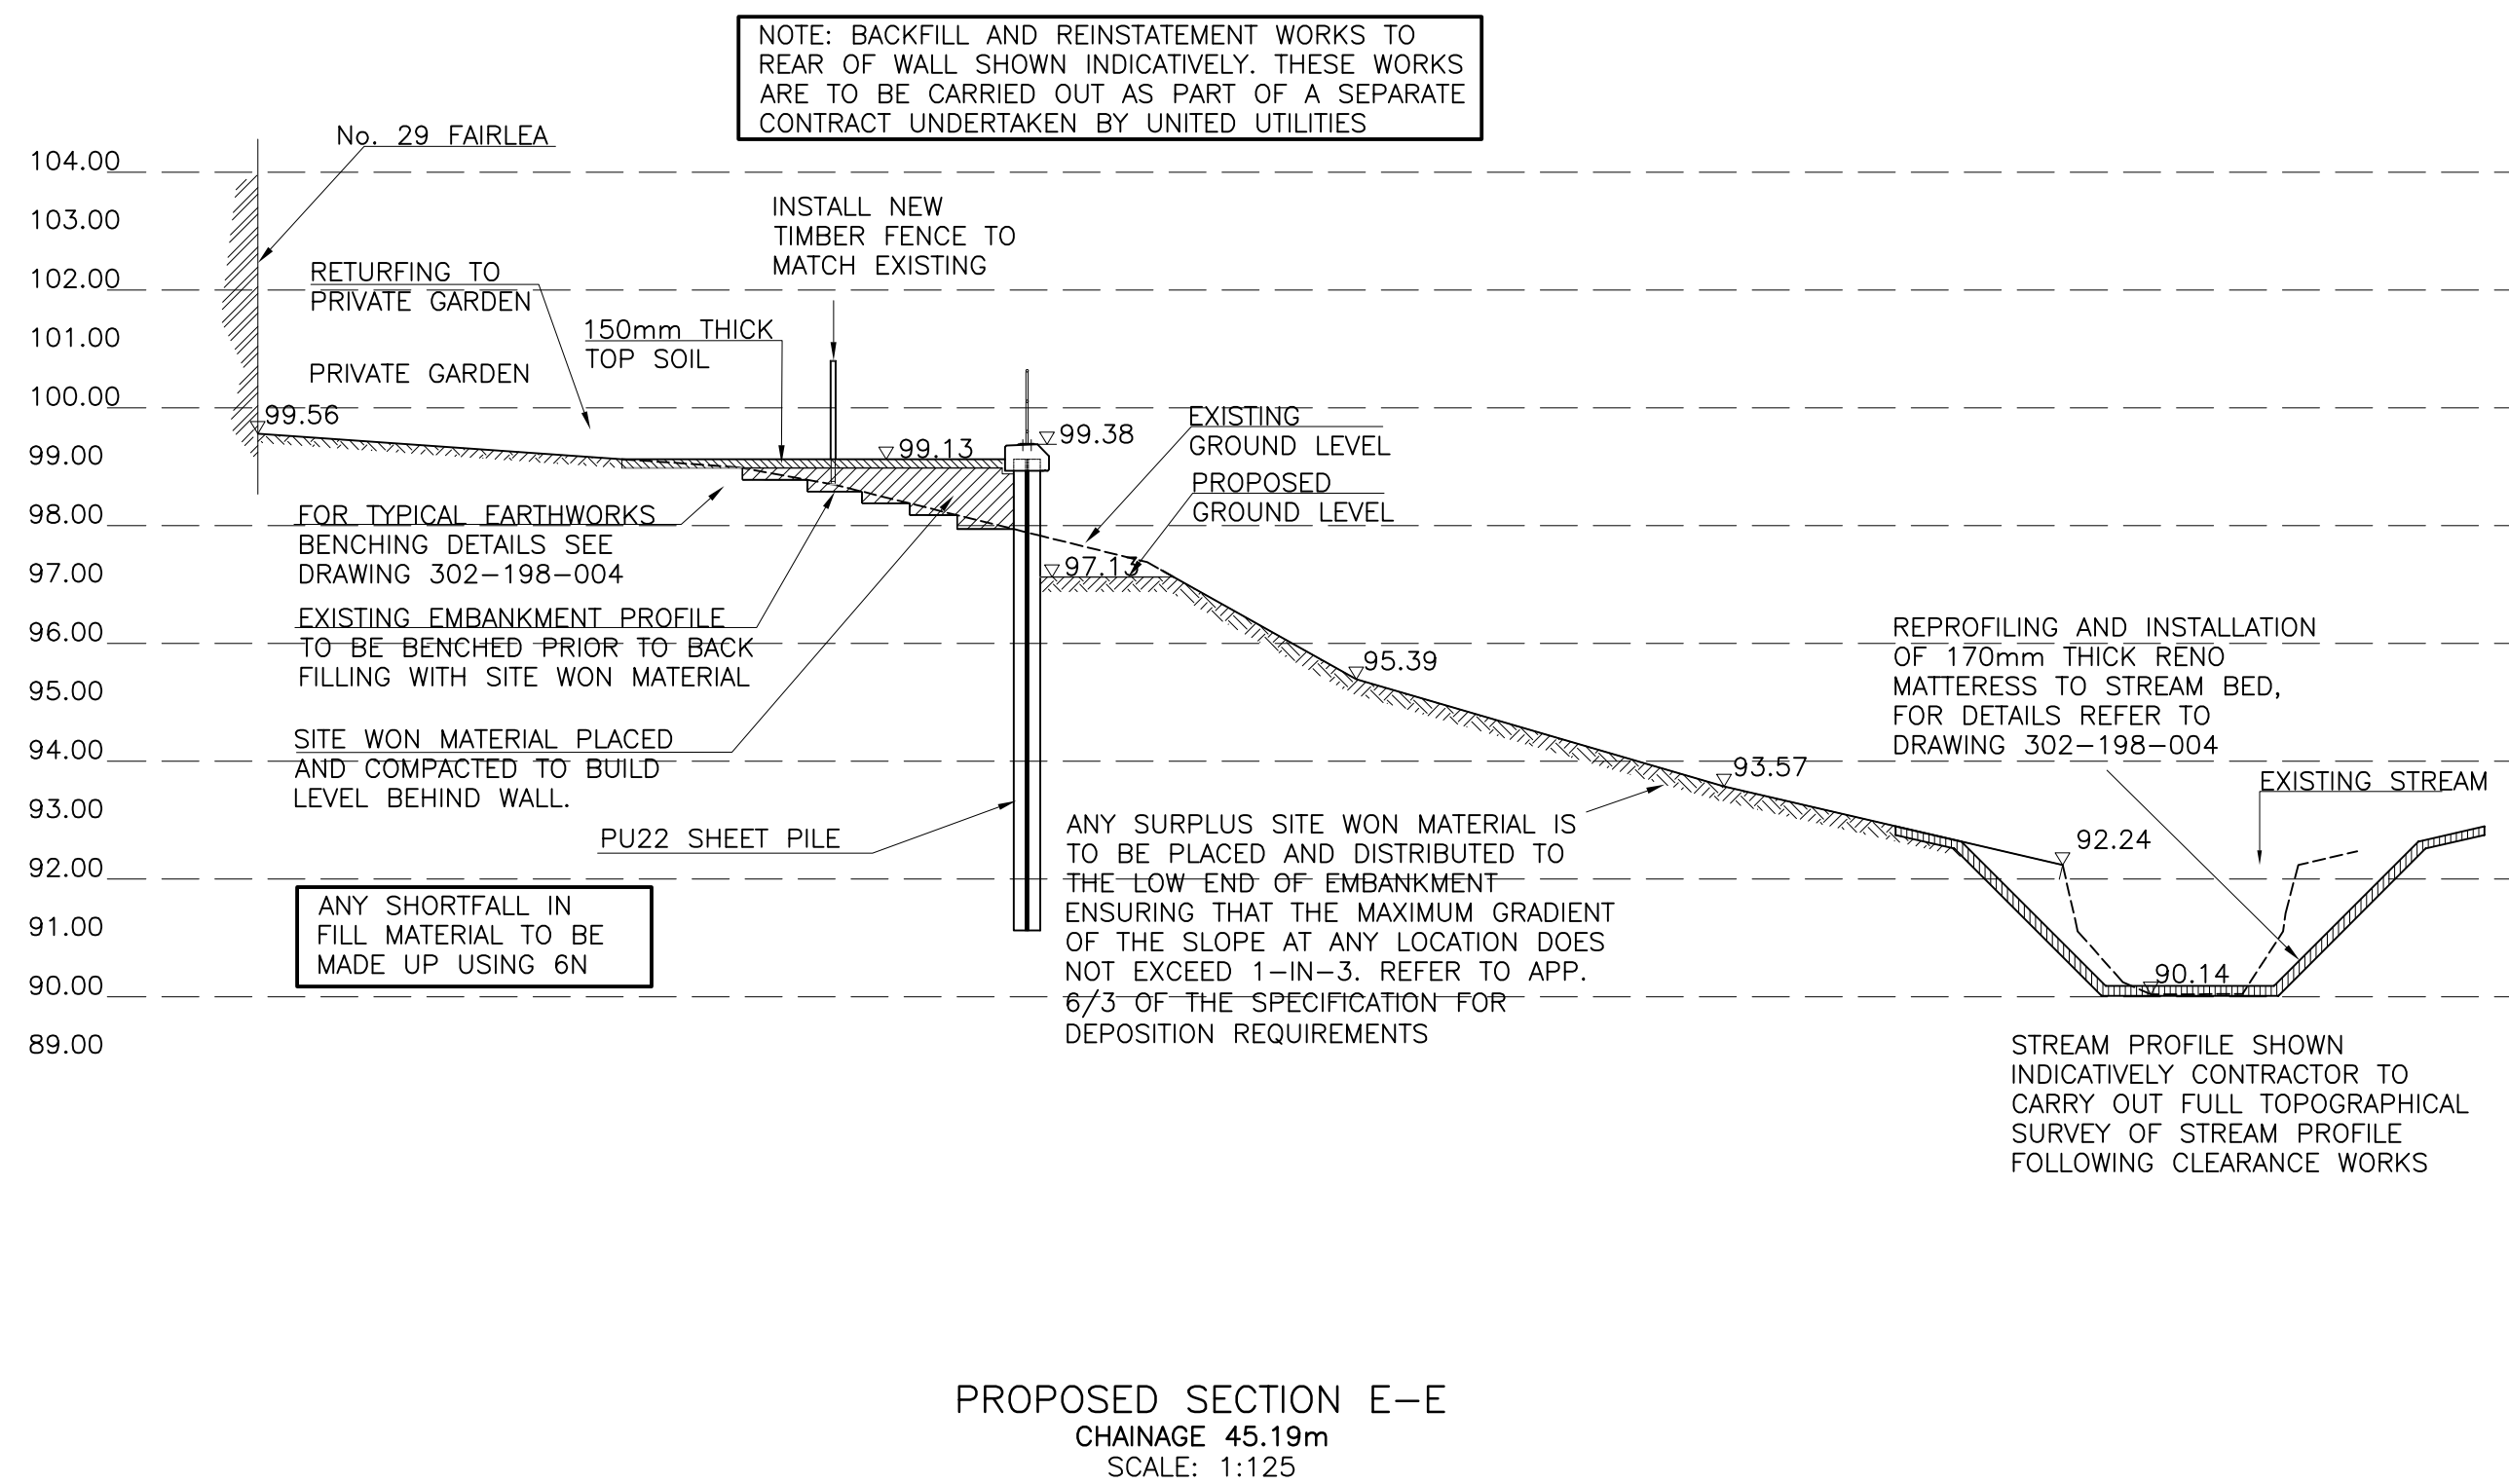 NOTE: BACKFILL AND REINSTATEMENT WORKS TO
REAR OF WALL SHOWN INDICATIVELY. THESE WORKS
ARE TO BE CARRIED OUT AS PART OF A SEPARATE
CONTRACT UNDERTAKEN BY UNITED UTILITIES
No. 29 FAIRLEA
104.00
103.00
102.00
101.00
100.00
99.00
98.00
97.00
96.00
95.00
94.00
93.00
92.00
91.00
90.00
89.00
INSTALL NEW
TIMBER FENCE TO
MATCH EXISTING
RETURFING TO
PRIVATE GARDEN
150mm THICK
TOP SOIL
PRIVATE GARDEN
99.56
99.13
99.38
EXISTING
GROUND LEVEL
PROPOSED
GROUND LEVEL
97.13
FOR TYPICAL EARTHWORKS
BENCHING DETAILS SEE
DRAWING 302-198-004
EXISTING EMBANKMENT PROFILE
TO BE BENCHED PRIOR TO BACK
FILLING WITH SITE WON MATERIAL
SITE WON MATERIAL PLACED
AND COMPACTED TO BUILD
LEVEL BEHIND WALL.
PU22 SHEET PILE
ANY SHORTFALL IN
FILL MATERIAL TO BE
MADE UP USING 6N
95.39
93.57
ANY SURPLUS SITE WON MATERIAL IS
TO BE PLACED AND DISTRIBUTED TO
THE LOW END OF EMBANKMENT
ENSURING THAT THE MAXIMUM GRADIENT
OF THE SLOPE AT ANY LOCATION DOES
NOT EXCEED 1-IN-3. REFER TO APP.
6/3 OF THE SPECIFICATION FOR
DEPOSITION REQUIREMENTS
REPROFILING AND INSTALLATION
OF 170mm THICK RENO
MATTERESS TO STREAM BED,
FOR DETAILS REFER TO
DRAWING 302-198-004
EXISTING STREAM
92.24
90.14
STREAM PROFILE SHOWN
INDICATIVELY CONTRACTOR TO
CARRY OUT FULL TOPOGRAPHICAL
SURVEY OF STREAM PROFILE
FOLLOWING CLEARANCE WORKS
PROPOSED SECTION E-E
CHAINAGE 45.19m
SCALE: 1:125